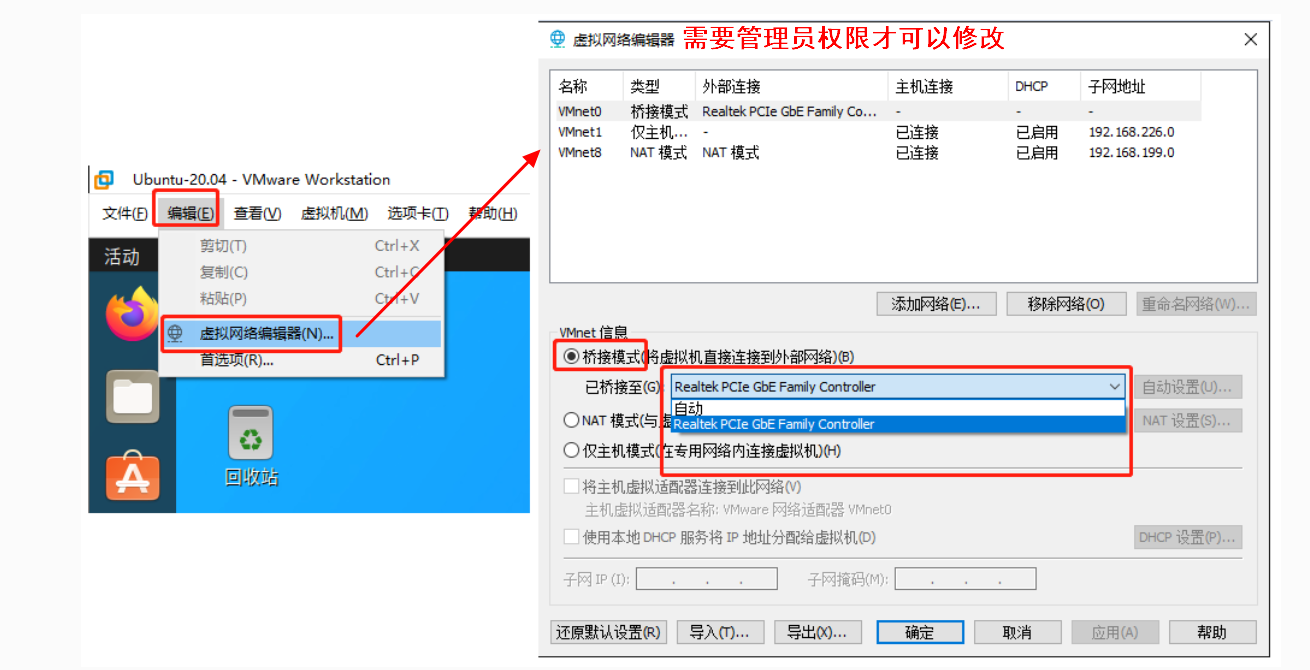 Ubuntu-20.04 - VMware Workstation
文件(F) 编辑(E) 查看(V) 虚拟机(M) 选项卡(T) 帮助(H)
活动
剪切(T) Ctrl+X
复制(C) Ctrl+C
粘贴(P) Ctrl+V
虚拟网络编辑器(N)...
首选项(R)... Ctrl+P
回收站
虚拟网络编辑器 需要管理员权限才可以修改
名称 类型 外部连接 主机连接 DHCP 子网地址
VMnet0 桥接模式 Realtek PCIe GbE Family Co... - - -
VMnet1 仅主机... - 已连接 已启用 192.168.226.0
VMnet8 NAT 模式 NAT 模式 已连接 已启用 192.168.199.0
添加网络(E)... 移除网络(O) 重命名网络(W)...
VMnet 信息
桥接模式(将虚拟机直接连接到外部网络)(B)
已桥接至(G): Realtek PCIe GbE Family Controller 自动设置(U)...
自动
NAT 模式(与 Realtek PCIe GbE Family Controller NAT 设置(S)...
仅主机模式(在专用网络内连接虚拟机)(H)
将主机虚拟适配器连接到此网络(V)
主机虚拟适配器名称: VMware 网络适配器 VMnet0
使用本地 DHCP 服务将 IP 地址分配给虚拟机(D) DHCP 设置(P)...
子网 IP (I): . . . 子网掩码(M): . . .
还原默认设置(R) 导入(T)... 导出(X)... 确定 取消 应用(A) 帮助